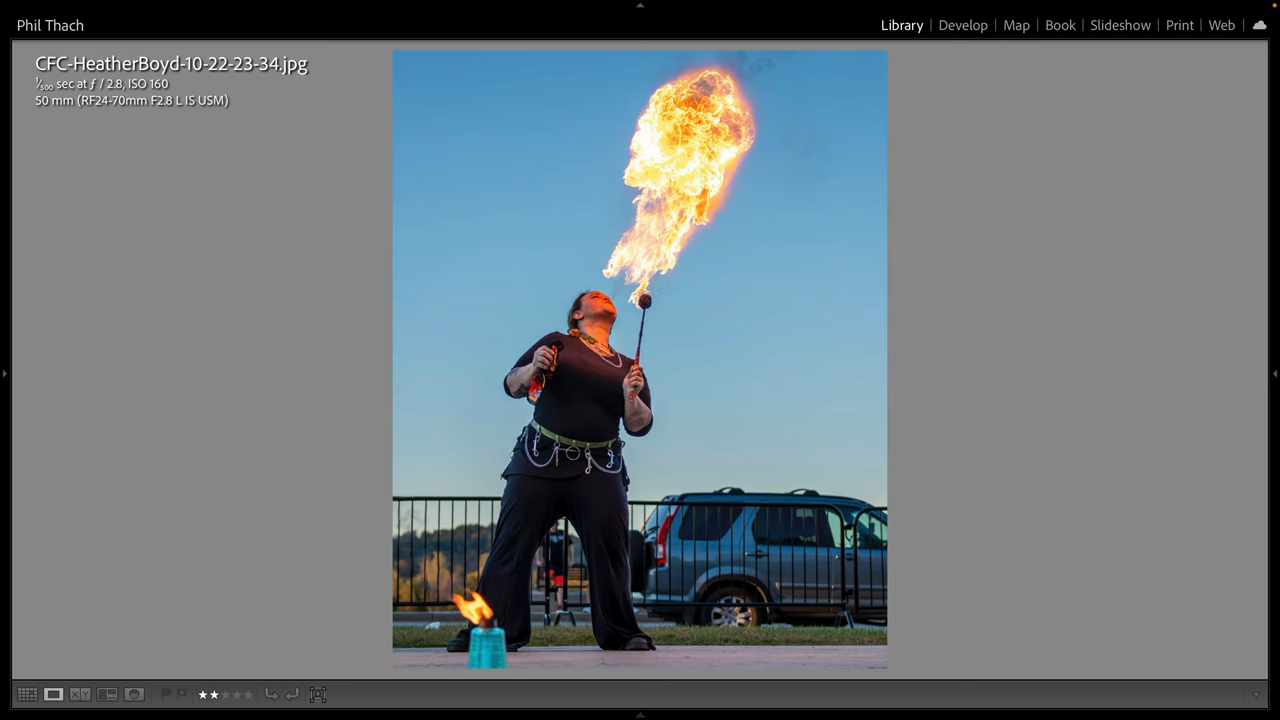 Phil Thach
Library | Develop | Map | Book | Slideshow | Print | Web
CFC-HeatherBoyd-10-22-23-34.jpg
1/500 sec at ƒ / 2.8, ISO 160
50 mm (RF24-70mm F2.8 L IS USM)
X Y